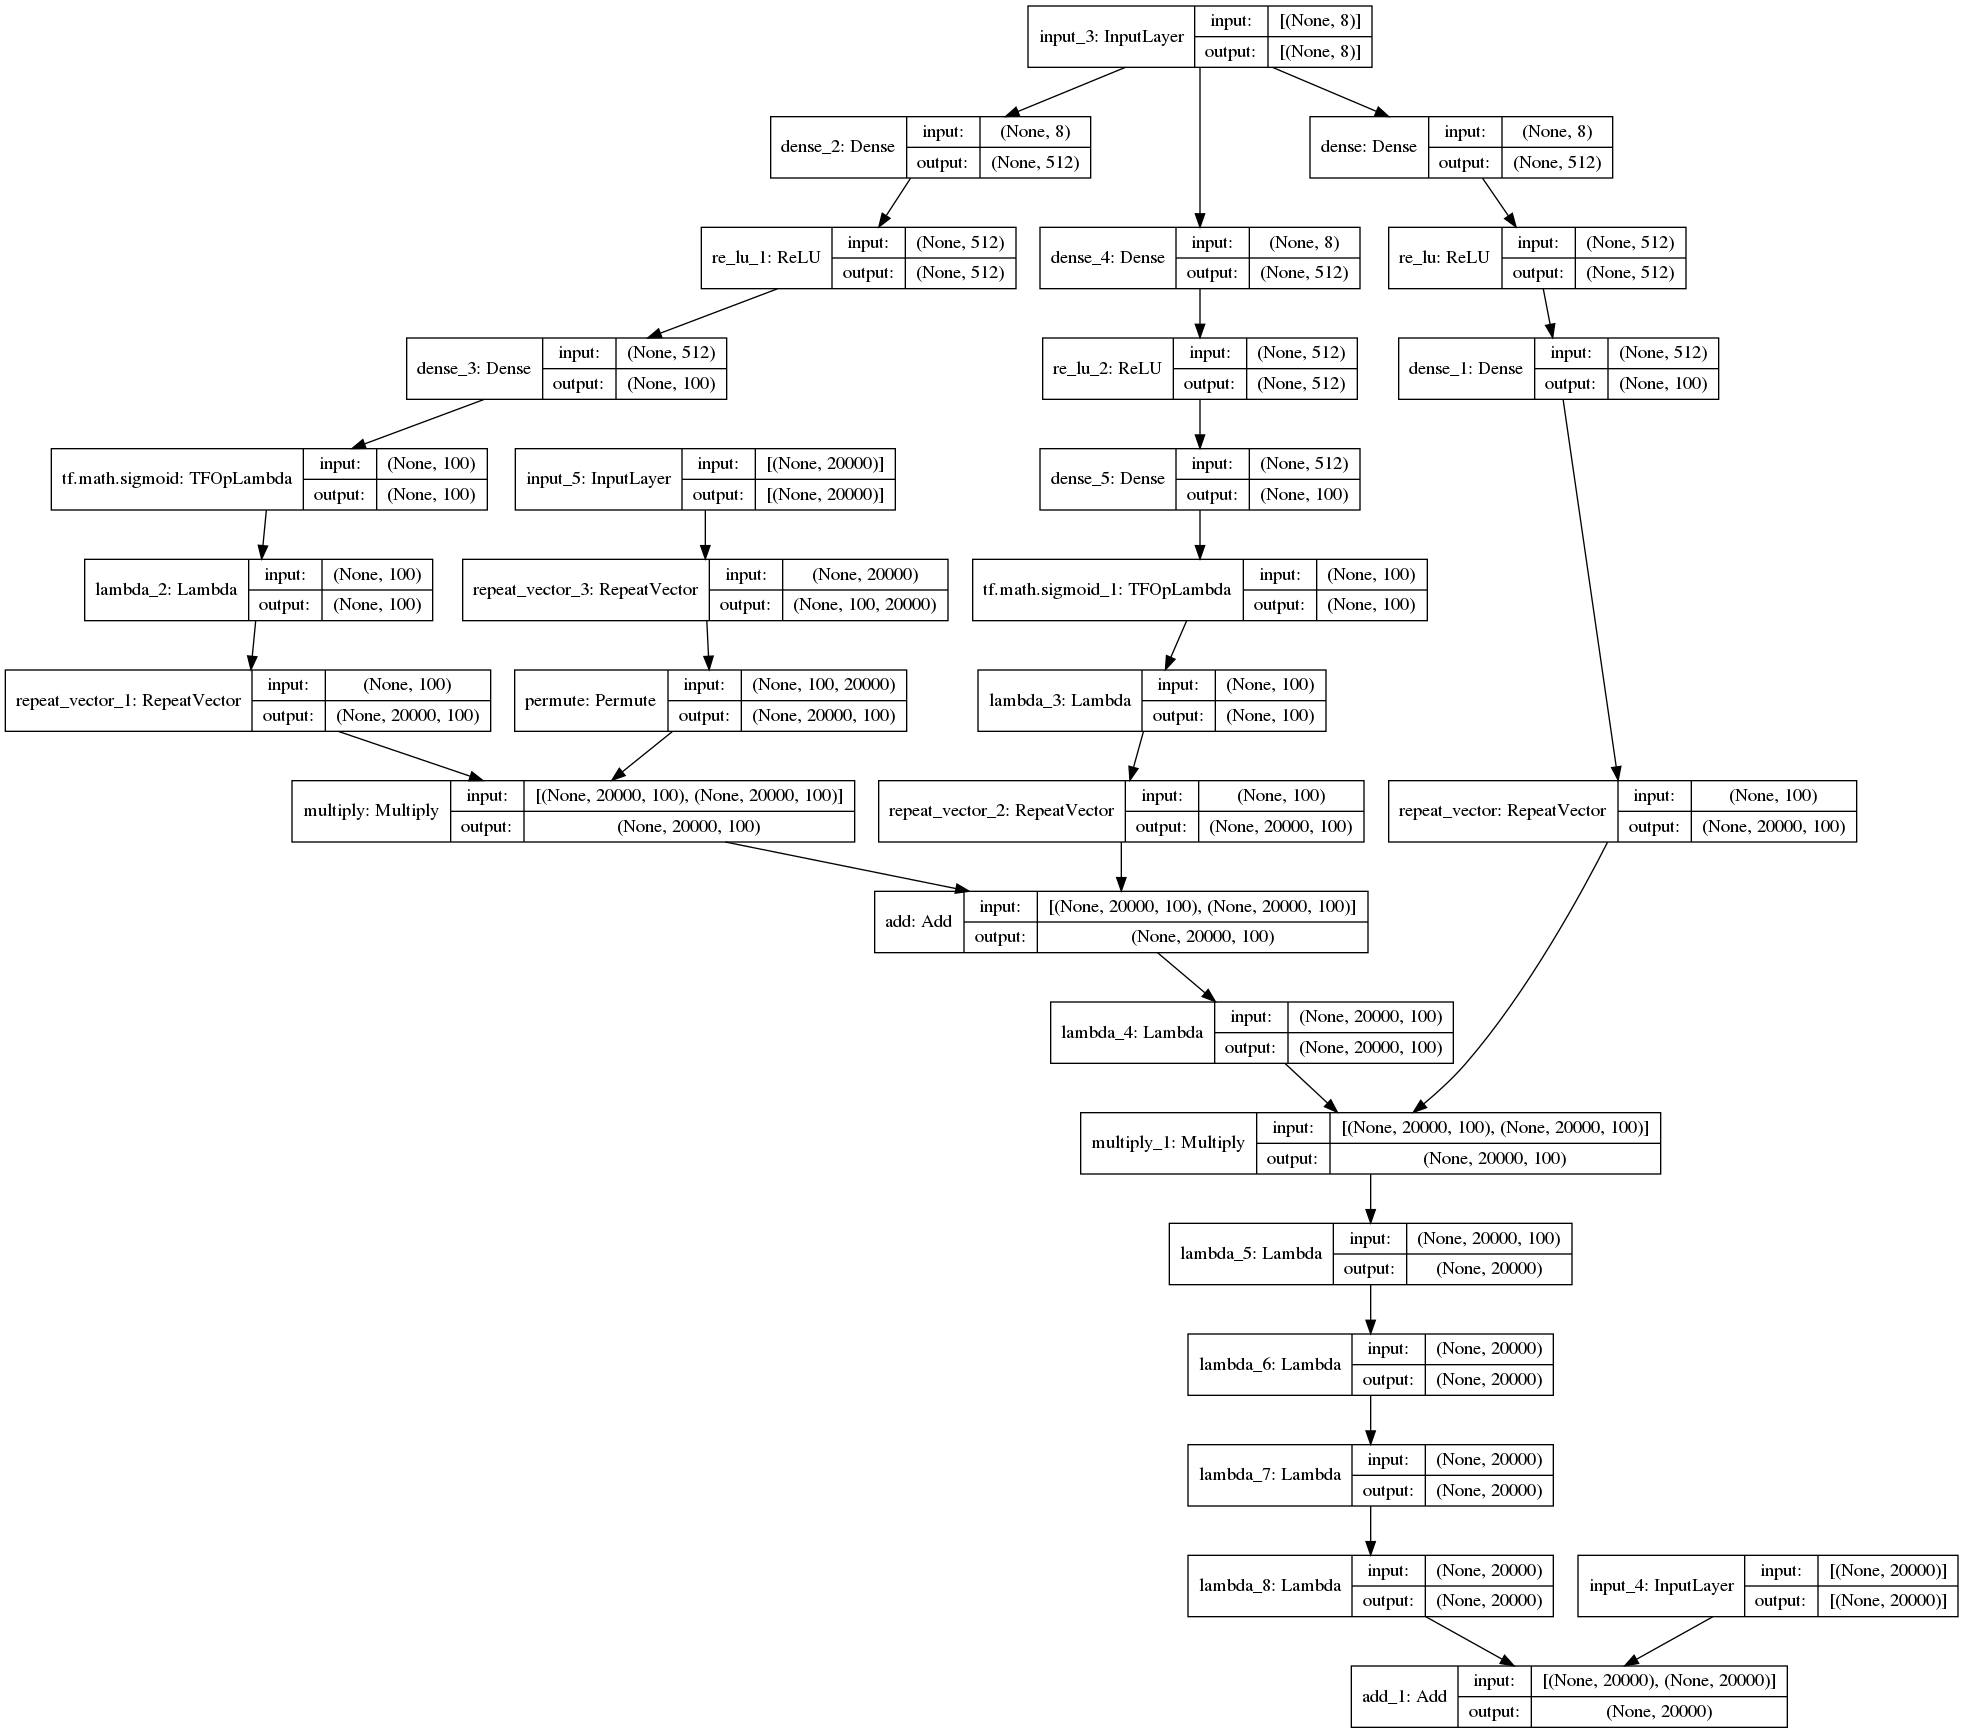 input_3: InputLayer
input: [(None, 8)]
output: [(None, 8)]
dense_2: Dense
input: (None, 8)
output: (None, 512)
dense: Dense
input: (None, 8)
output: (None, 512)
re_lu_1: ReLU
input: (None, 512)
output: (None, 512)
dense_4: Dense
input: (None, 8)
output: (None, 512)
re_lu: ReLU
input: (None, 512)
output: (None, 512)
dense_3: Dense
input: (None, 512)
output: (None, 100)
re_lu_2: ReLU
input: (None, 512)
output: (None, 512)
dense_1: Dense
input: (None, 512)
output: (None, 100)
tf.math.sigmoid: TFOpLambda
input: (None, 100)
output: (None, 100)
input_5: InputLayer
input: [(None, 20000)]
output: [(None, 20000)]
dense_5: Dense
input: (None, 512)
output: (None, 100)
lambda_2: Lambda
input: (None, 100)
output: (None, 100)
repeat_vector_3: RepeatVector
input: (None, 20000)
output: (None, 100, 20000)
tf.math.sigmoid_1: TFOpLambda
input: (None, 100)
output: (None, 100)
repeat_vector_1: RepeatVector
input: (None, 100)
output: (None, 20000, 100)
permute: Permute
input: (None, 100, 20000)
output: (None, 20000, 100)
lambda_3: Lambda
input: (None, 100)
output: (None, 100)
multiply: Multiply
input: [(None, 20000, 100), (None, 20000, 100)]
output: (None, 20000, 100)
repeat_vector_2: RepeatVector
input: (None, 100)
output: (None, 20000, 100)
repeat_vector: RepeatVector
input: (None, 100)
output: (None, 20000, 100)
add: Add
input: [(None, 20000, 100), (None, 20000, 100)]
output: (None, 20000, 100)
lambda_4: Lambda
input: (None, 20000, 100)
output: (None, 20000, 100)
multiply_1: Multiply
input: [(None, 20000, 100), (None, 20000, 100)]
output: (None, 20000, 100)
lambda_5: Lambda
input: (None, 20000, 100)
output: (None, 20000)
lambda_6: Lambda
input: (None, 20000)
output: (None, 20000)
lambda_7: Lambda
input: (None, 20000)
output: (None, 20000)
lambda_8: Lambda
input: (None, 20000)
output: (None, 20000)
input_4: InputLayer
input: [(None, 20000)]
output: [(None, 20000)]
add_1: Add
input: [(None, 20000), (None, 20000)]
output: (None, 20000)